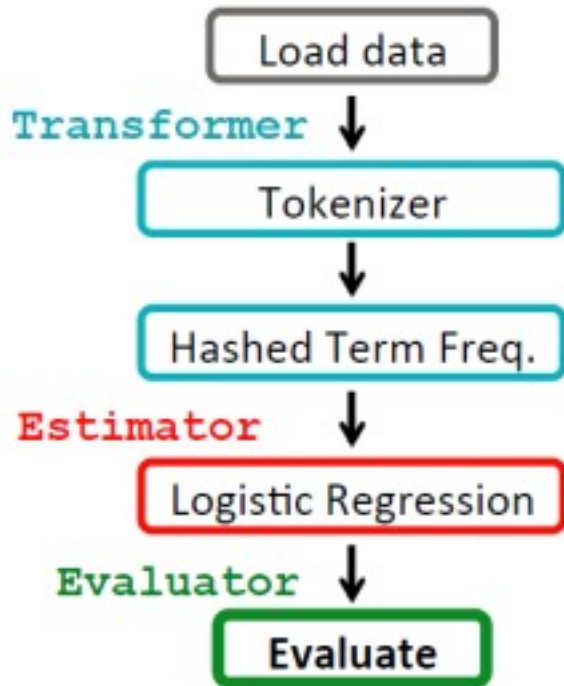 Load data
Transformer
Tokenizer
Hashed Term Freq.
Estimator
Logistic Regression
Evaluator
Evaluate